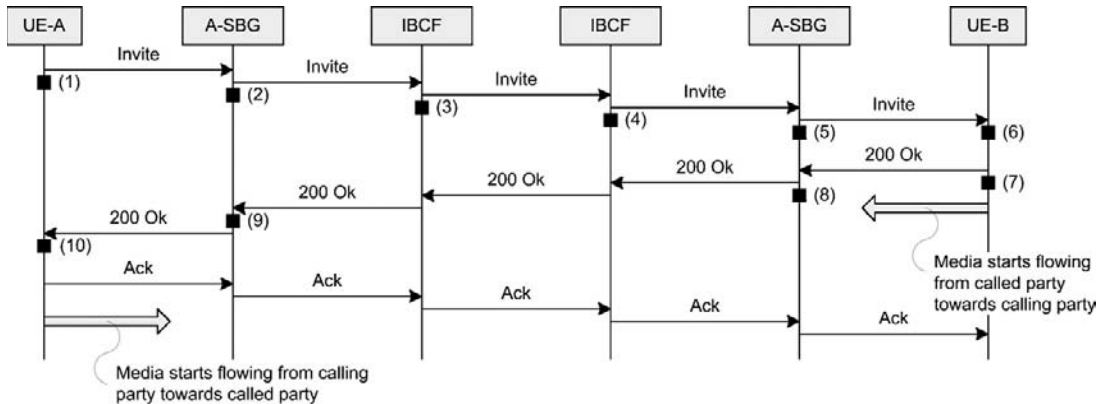 UE-A
A-SBG
IBCF
IBCF
A-SBG
UE-B
Invite
(1)
Invite
(2)
Invite
(3)
Invite
(4)
Invite
(5)
(6)
200 Ok
(7)
200 Ok
(8)
200 Ok
200 Ok
(9)
200 Ok
(10)
Media starts flowing
from called party
towards calling party
Ack
Ack
Ack
Ack
Ack
Media starts flowing from calling
party towards called party